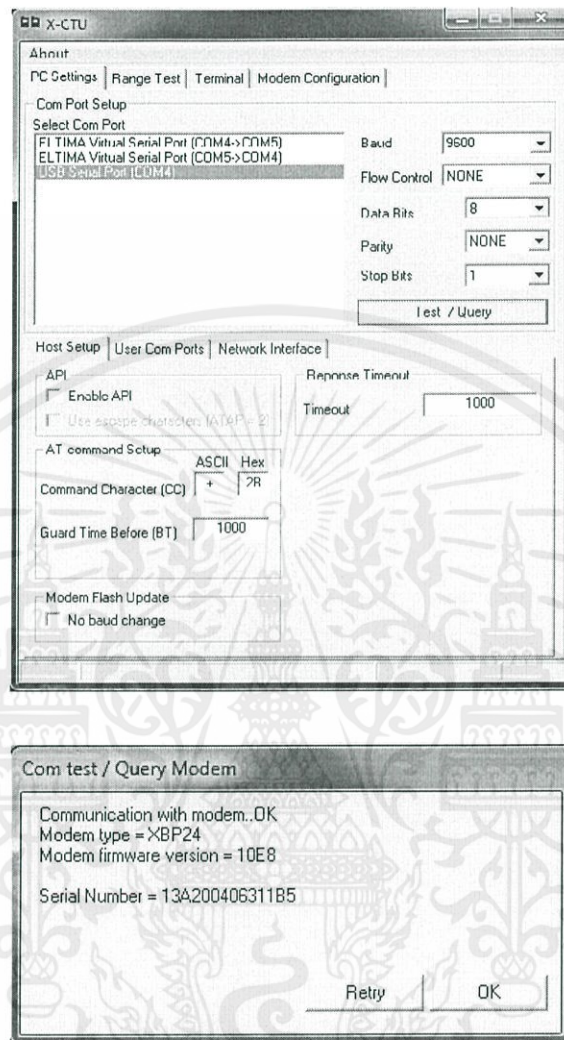 X-CTU
About
PC Settings Range Test Terminal Modem Configuration
Com Port Setup
Select Com Port
ELTIMA Virtual Serial Port (COM4->COM5)
ELTIMA Virtual Serial Port (COM5->COM4)
USB Serial Port (COM4)
Baud 9600
Flow Control NONE
Data Bits 8
Parity NONE
Stop Bits 1
Test / Query
Host Setup User Com Ports Network Interface
API
Enable API
Use escape characters (ATAP = 2)
Reponse Timeout
Timeout 1000
AT command Setup
ASCII Hex
Command Character (CC) + 2B
Guard Time Before (BT) 1000
Modem Flash Update
No baud change
Com test / Query Modem
Communication with modem..OK
Modem type = XBP24
Modem firmware version = 10E8
Serial Number = 13A200406311B5
Retry OK